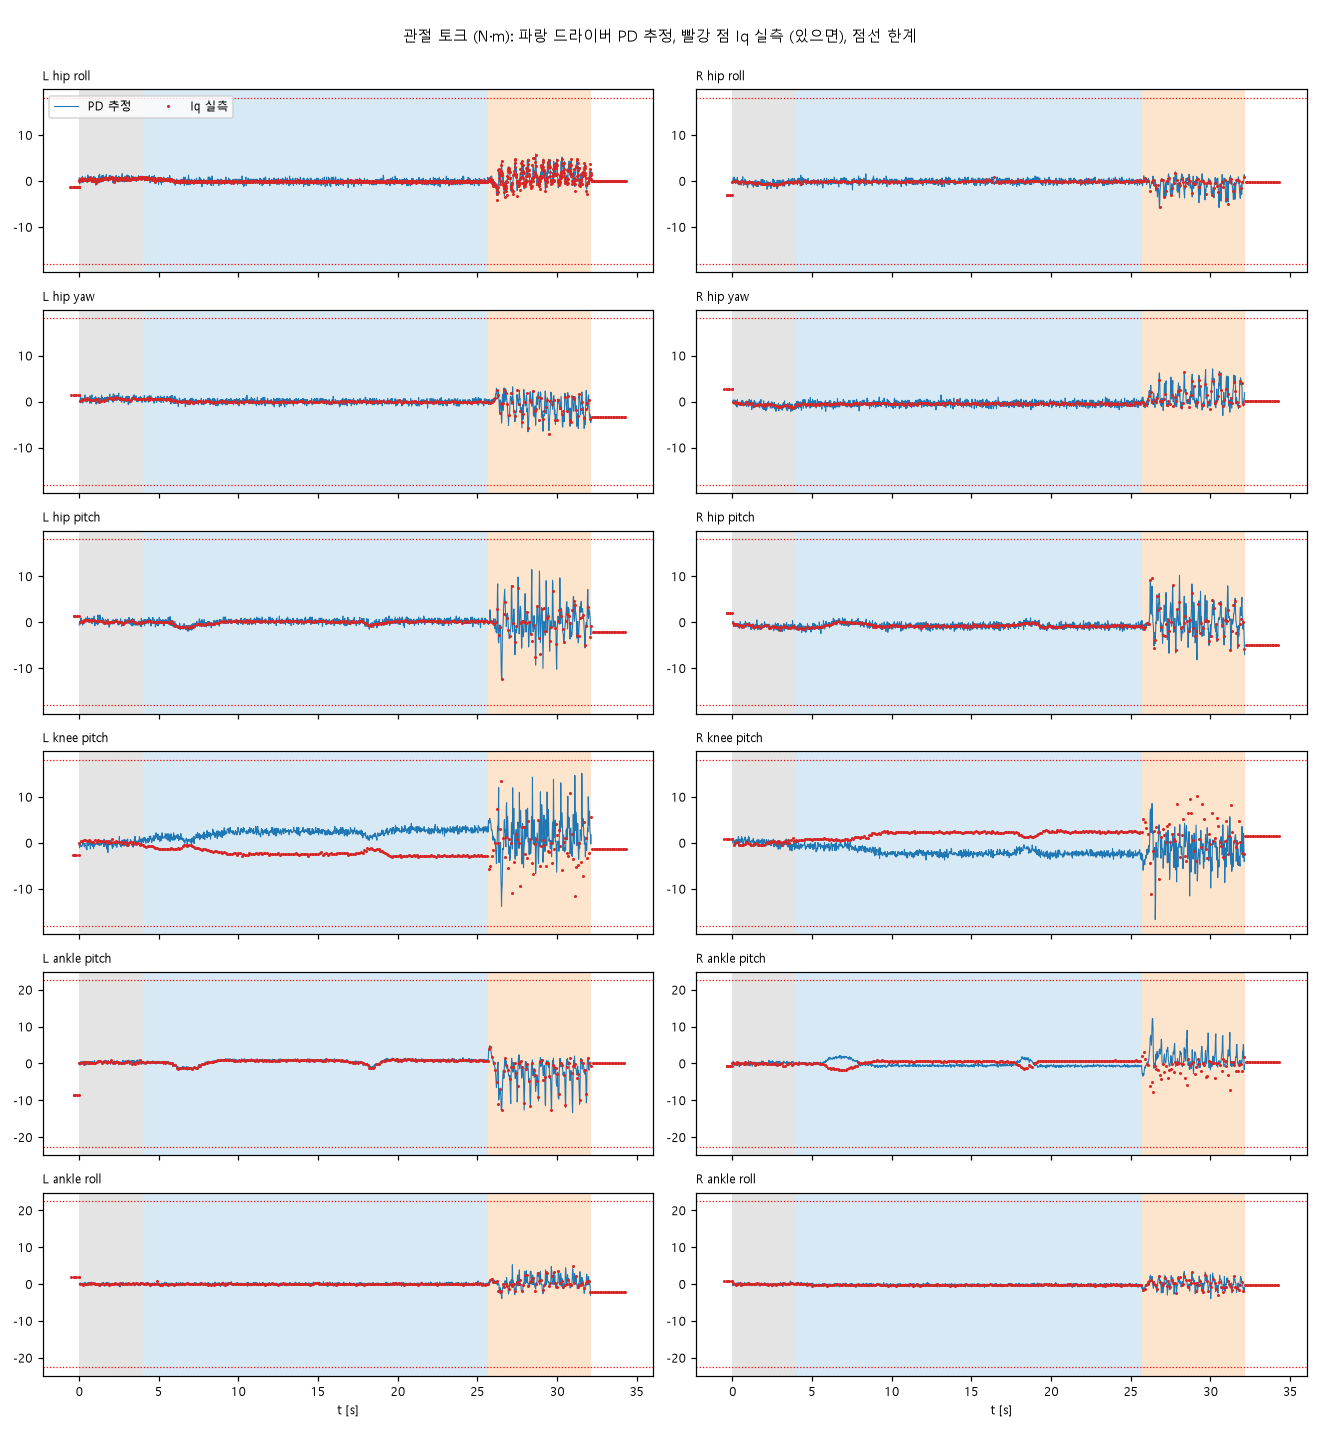 관절 토크 (N·m): 파랑 드라이버 PD 추정, 빨강 점 Iq 실측 (있으면), 점선 한계
L hip roll
R hip roll
PD 추정
Iq 실측
10
0
-10
10
0
-10
L hip yaw
R hip yaw
10
0
-10
10
0
-10
L hip pitch
R hip pitch
10
0
-10
10
0
-10
L knee pitch
R knee pitch
10
0
-10
10
0
-10
L ankle pitch
R ankle pitch
20
10
0
-10
-20
20
10
0
-10
-20
L ankle roll
R ankle roll
20
10
0
-10
-20
20
10
0
-10
-20
0 5 10 15 20 25 30 35
0 5 10 15 20 25 30 35
t [s]
t [s]